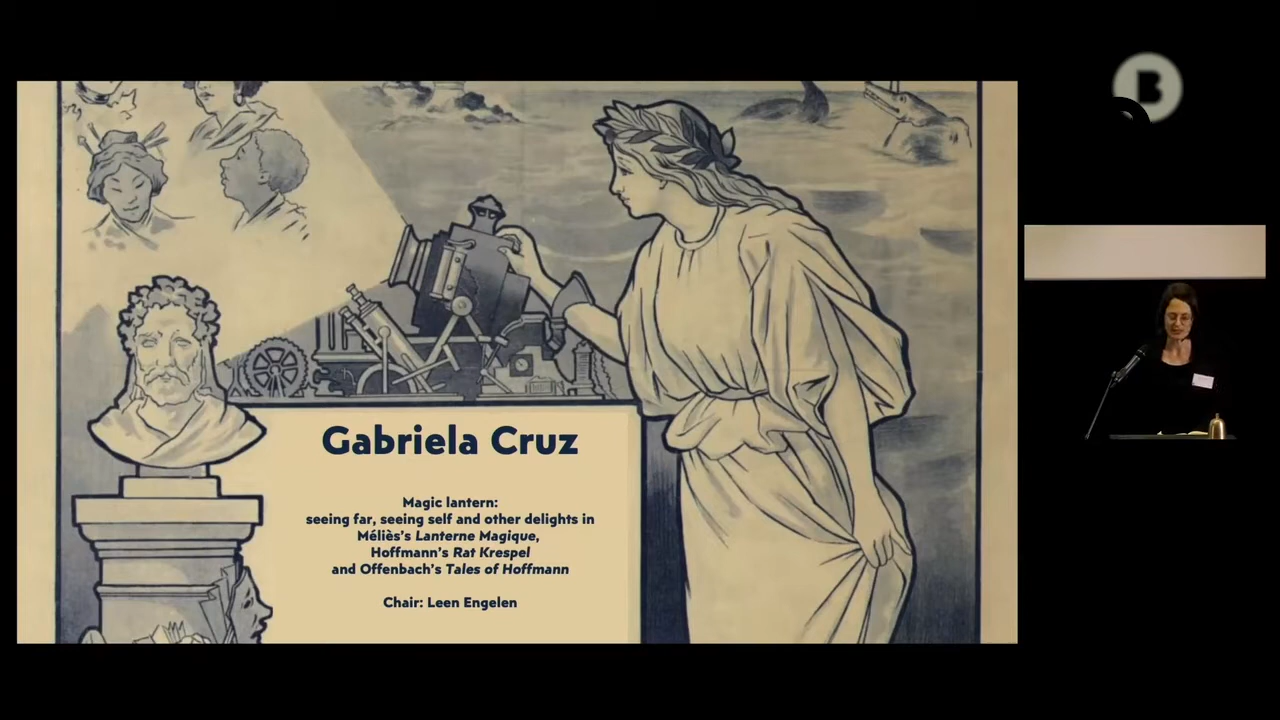 B
Gabriela Cruz
Magic lantern:
seeing far, seeing self and other delights in
Méliès's Lanterne Magique,
Hoffmann's Rat Krespel
and Offenbach's Tales of Hoffmann
Chair: Leen Engelen